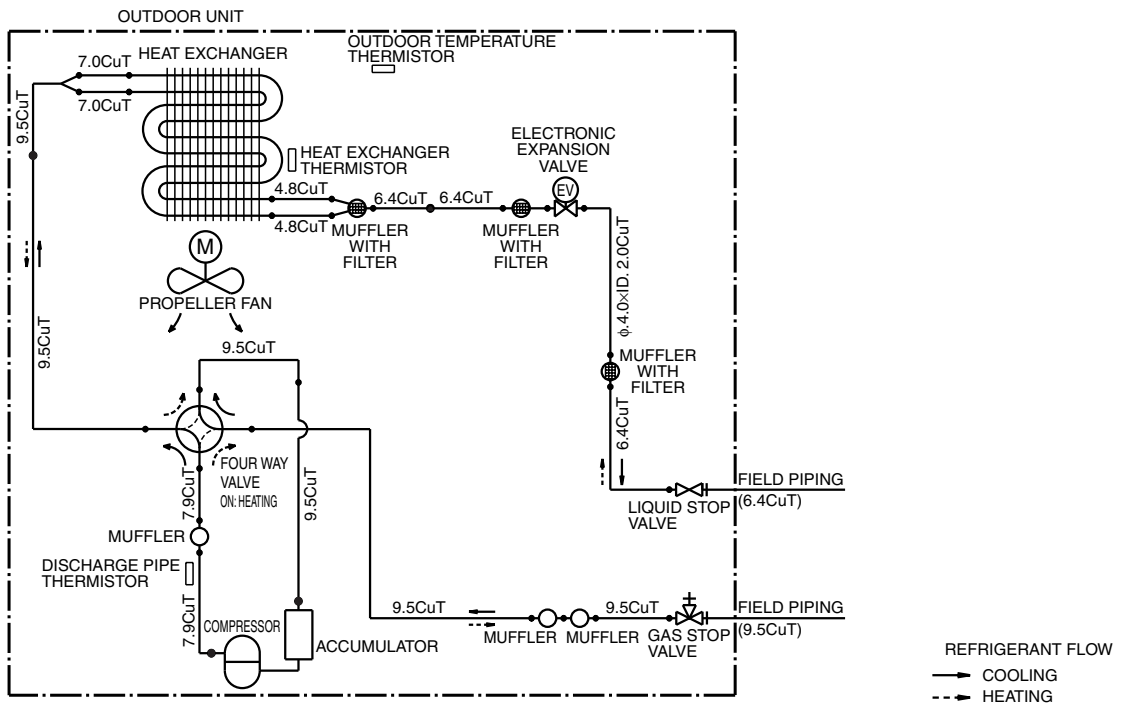 OUTDOOR UNIT
HEAT EXCHANGER
OUTDOOR TEMPERATURE
THERMISTOR
7.0CuT
7.0CuT
9.5CuT
ELECTRONIC
EXPANSION
VALVE
EV
HEAT EXCHANGER
THERMISTOR
4.8CuT
6.4CuT
6.4CuT
4.8CuT
MUFFLER
WITH
FILTER
MUFFLER
WITH
FILTER
M
PROPELLER FAN
ϕ.4.0×ID. 2.0CuT
9.5CuT
9.5CuT
MUFFLER
WITH
FILTER
6.4CuT
FOUR WAY
VALVE
ON: HEATING
7.9CuT
9.5CuT
FIELD PIPING
(6.4CuT)
LIQUID STOP
VALVE
MUFFLER
DISCHARGE PIPE
THERMISTOR
7.9CuT
COMPRESSOR
ACCUMULATOR
9.5CuT
9.5CuT
MUFFLER
MUFFLER
GAS STOP
VALVE
FIELD PIPING
(9.5CuT)
REFRIGERANT FLOW
COOLING
HEATING